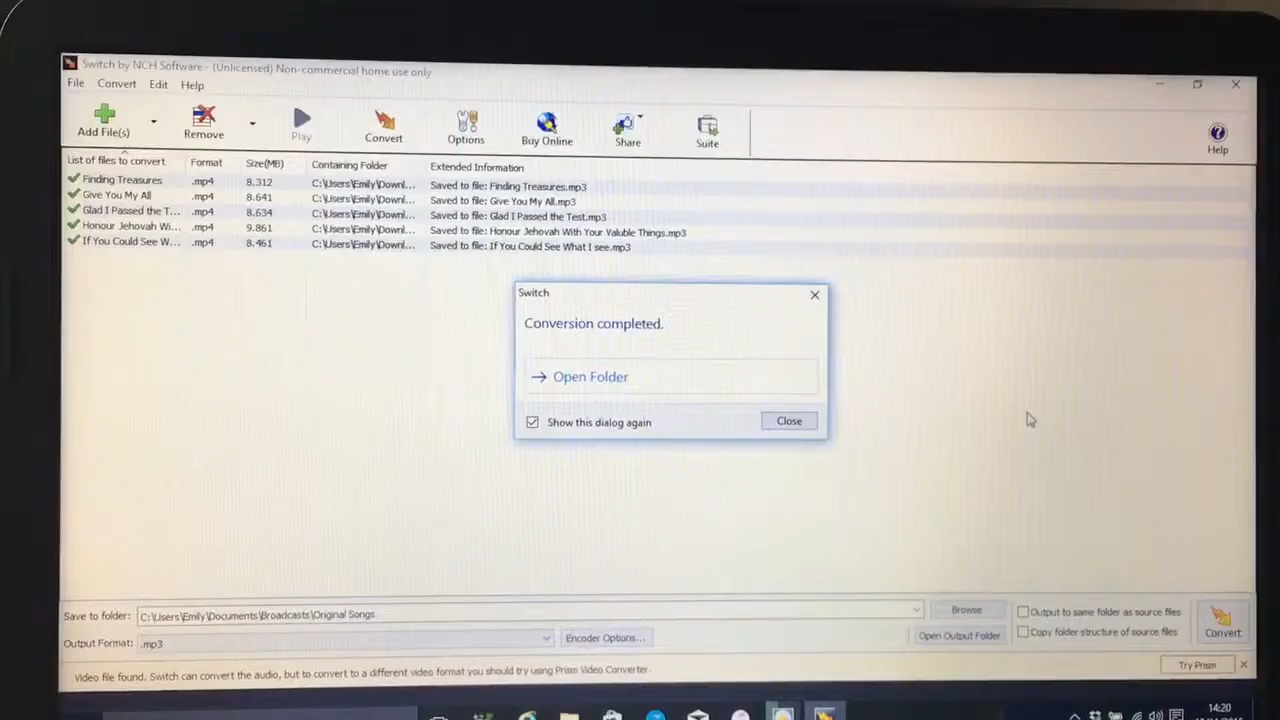 Switch by NCH Software - (Unlicensed) Non-commercial home use only
File Convert Edit Help
Add File(s) Remove Play Convert Options Buy Online Share Suite Help
List of files to convert Format Size(MB) Containing Folder Extended Information
Finding Treasures .mp4 8.312 C:\Users\Emily\Downl... Saved to file: Finding Treasures.mp3
Give You My All .mp4 8.641 C:\Users\Emily\Downl... Saved to file: Give You My All.mp3
Glad I Passed the T... .mp4 8.634 C:\Users\Emily\Downl... Saved to file: Glad I Passed the Test.mp3
Honour Jehovah Wi... .mp4 9.861 C:\Users\Emily\Downl... Saved to file: Honour Jehovah With Your Valuble Things.mp3
If You Could See W... .mp4 8.461 C:\Users\Emily\Downl... Saved to file: If You Could See What I see.mp3
Switch
Conversion completed.
Open Folder
Show this dialog again Close
Save to folder: C:\Users\Emily\Documents\Broadcasts\Original Songs Browse Output to same folder as source files
Output Format: .mp3 Encoder Options... Open Output Folder Copy folder structure of source files Convert
Video file found. Switch can convert the audio, but to convert to a different video format you should try using Prism Video Converter. Try Prism
14:20